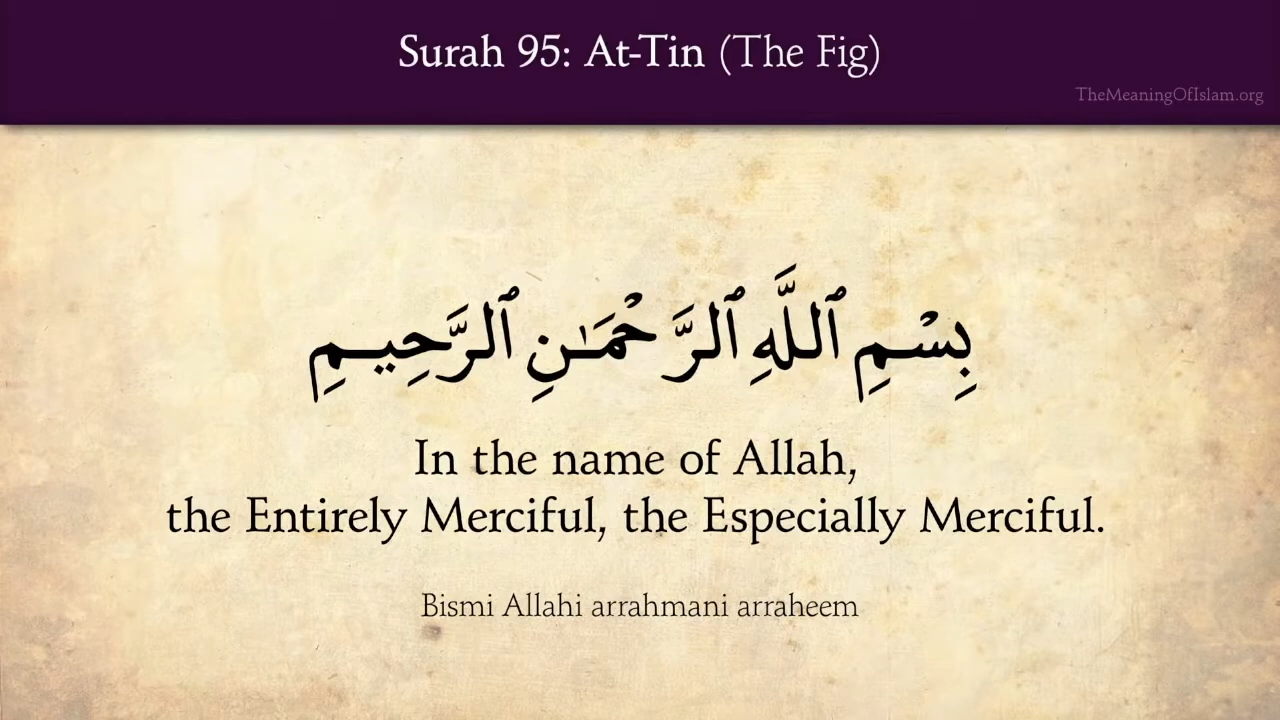 Surah 95: At-Tin (The Fig)
TheMeaningOfIslam.org
بِسْمِ ٱللَّهِ ٱلرَّحْمَـٰنِ ٱلرَّحِيـمِ
In the name of Allah,
the Entirely Merciful, the Especially Merciful.
Bismi Allahi arrahmani arraheem